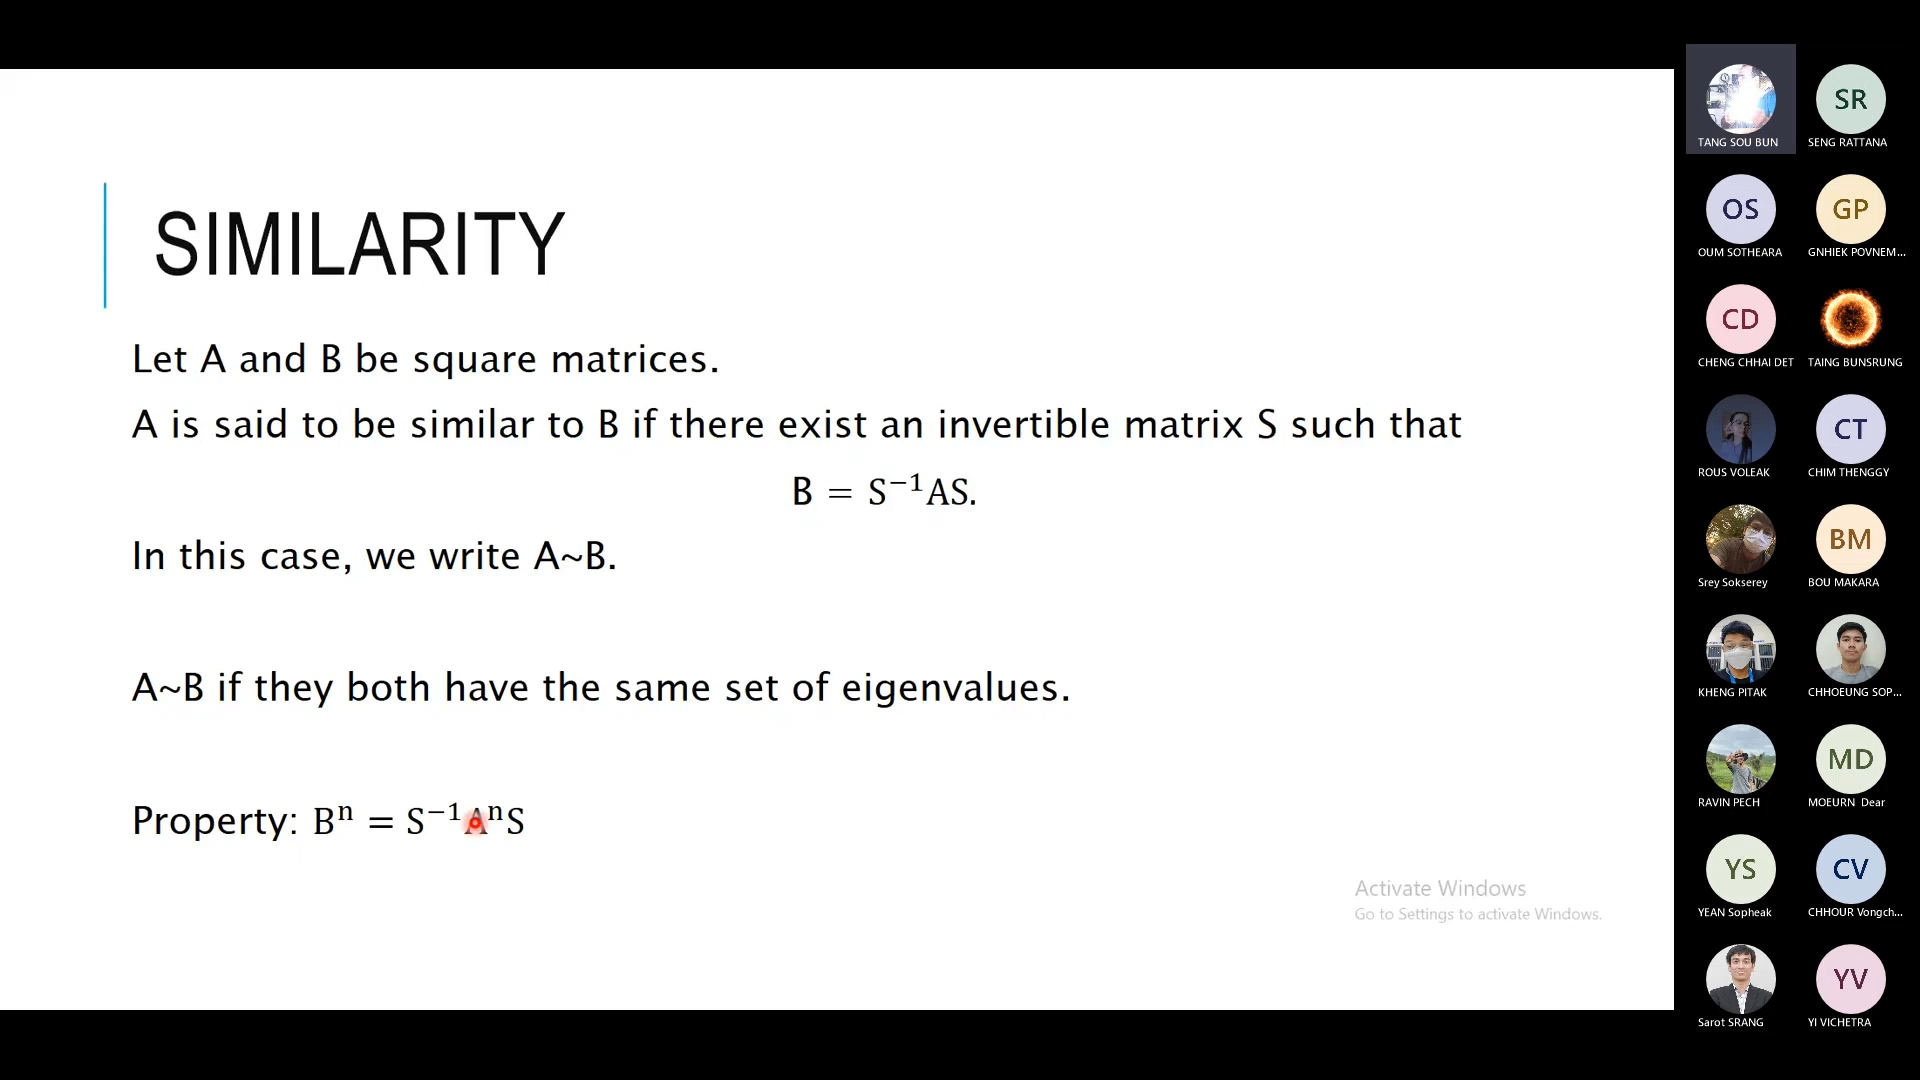 SIMILARITY
Let A and B be square matrices.
A is said to be similar to B if there exist an invertible matrix S such that
B = S⁻¹AS.
In this case, we write A~B.
A~B if they both have the same set of eigenvalues.
Property: Bⁿ = S⁻¹AⁿS
Activate Windows
Go to Settings to activate Windows.
TANG SOU BUN
SR
SENG RATTANA
OS
OUM SOTHEARA
GP
GNHIEK POVNEM...
CD
CHENG CHHAI DET
TAING BUNSRUNG
ROUS VOLEAK
CT
CHIM THENGGY
Srey Sokserey
BM
BOU MAKARA
KHENG PITAK
CHHOEUNG SOP...
RAVIN PECH
MD
MOEURN Dear
YS
YEAN Sopheak
CV
CHHOUR Vongch...
Sarot SRANG
YV
YI VICHETRA